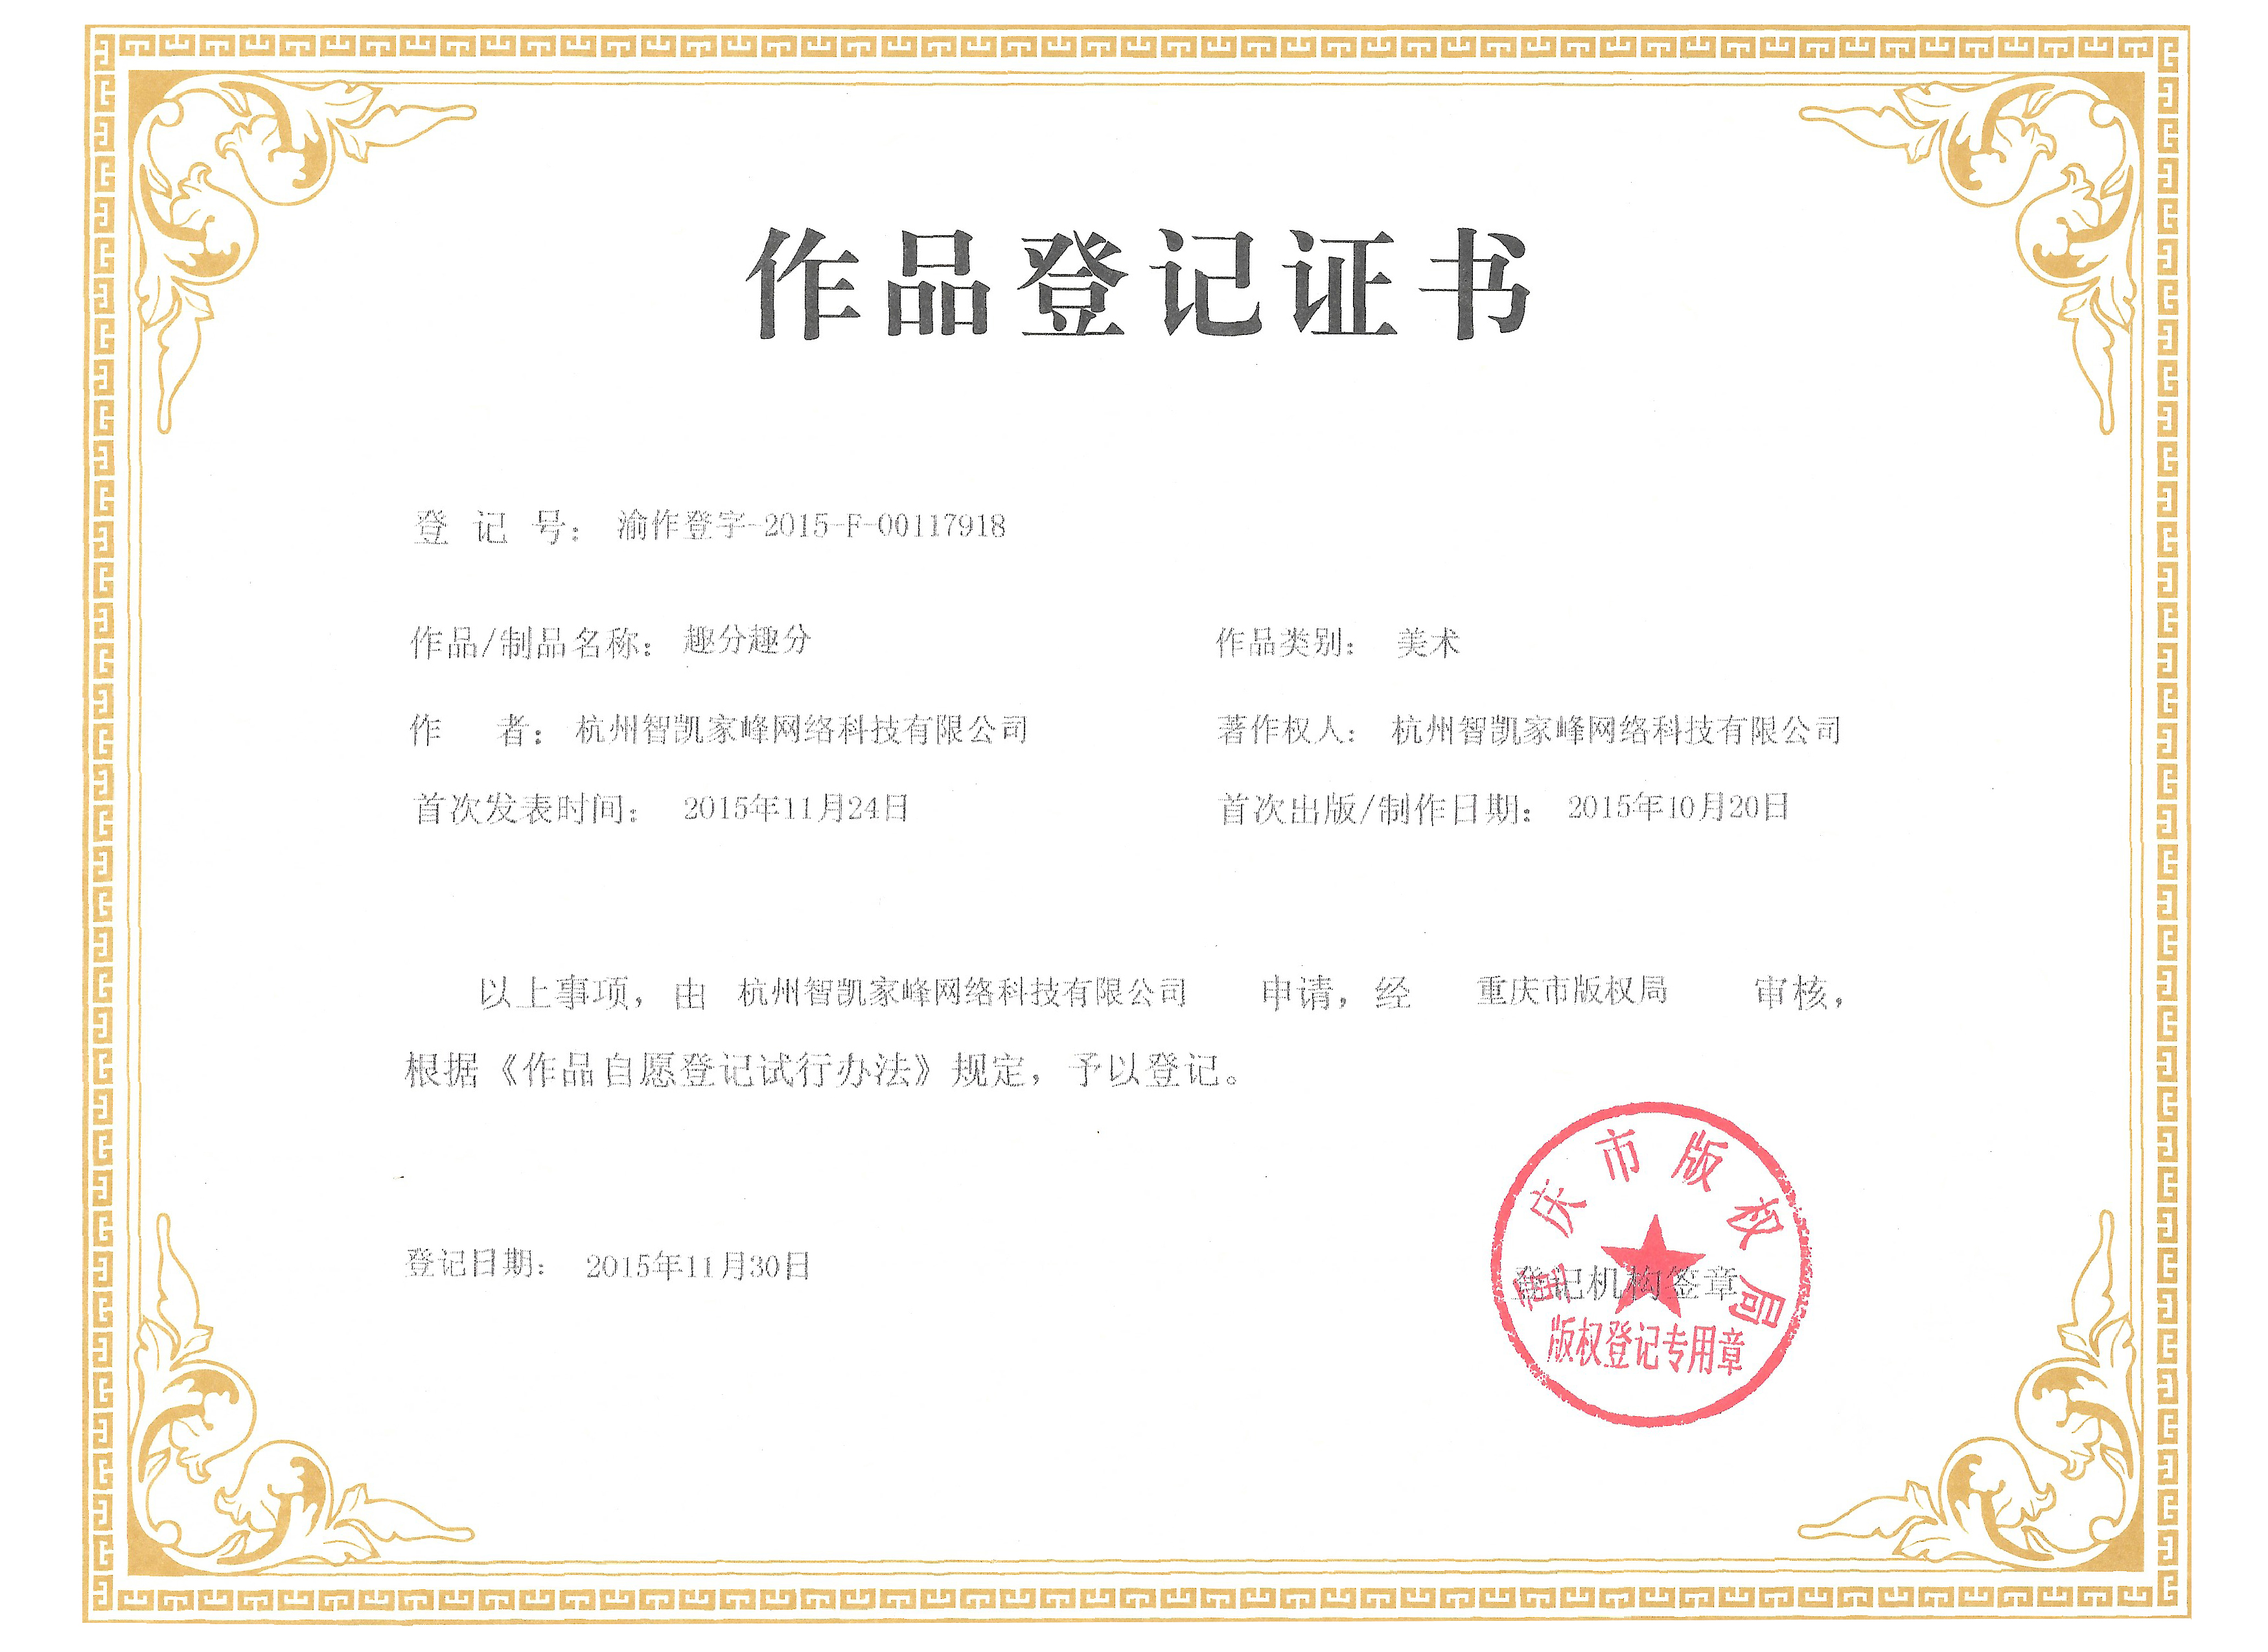 作品登记证书
登 记 号： 渝作登字-2015-F-00117918
作品/制品名称： 趣分趣分 作品类别： 美术
作 者： 杭州智凯家峰网络科技有限公司 著作权人： 杭州智凯家峰网络科技有限公司
首次发表时间： 2015年11月24日 首次出版/制作日期： 2015年10月20日
以上事项，由 杭州智凯家峰网络科技有限公司 申请，经 重庆市版权局 审核，
根据《作品自愿登记试行办法》规定，予以登记。
重庆市版权局
登记日期： 2015年11月30日 登记机构签章
版权登记专用章